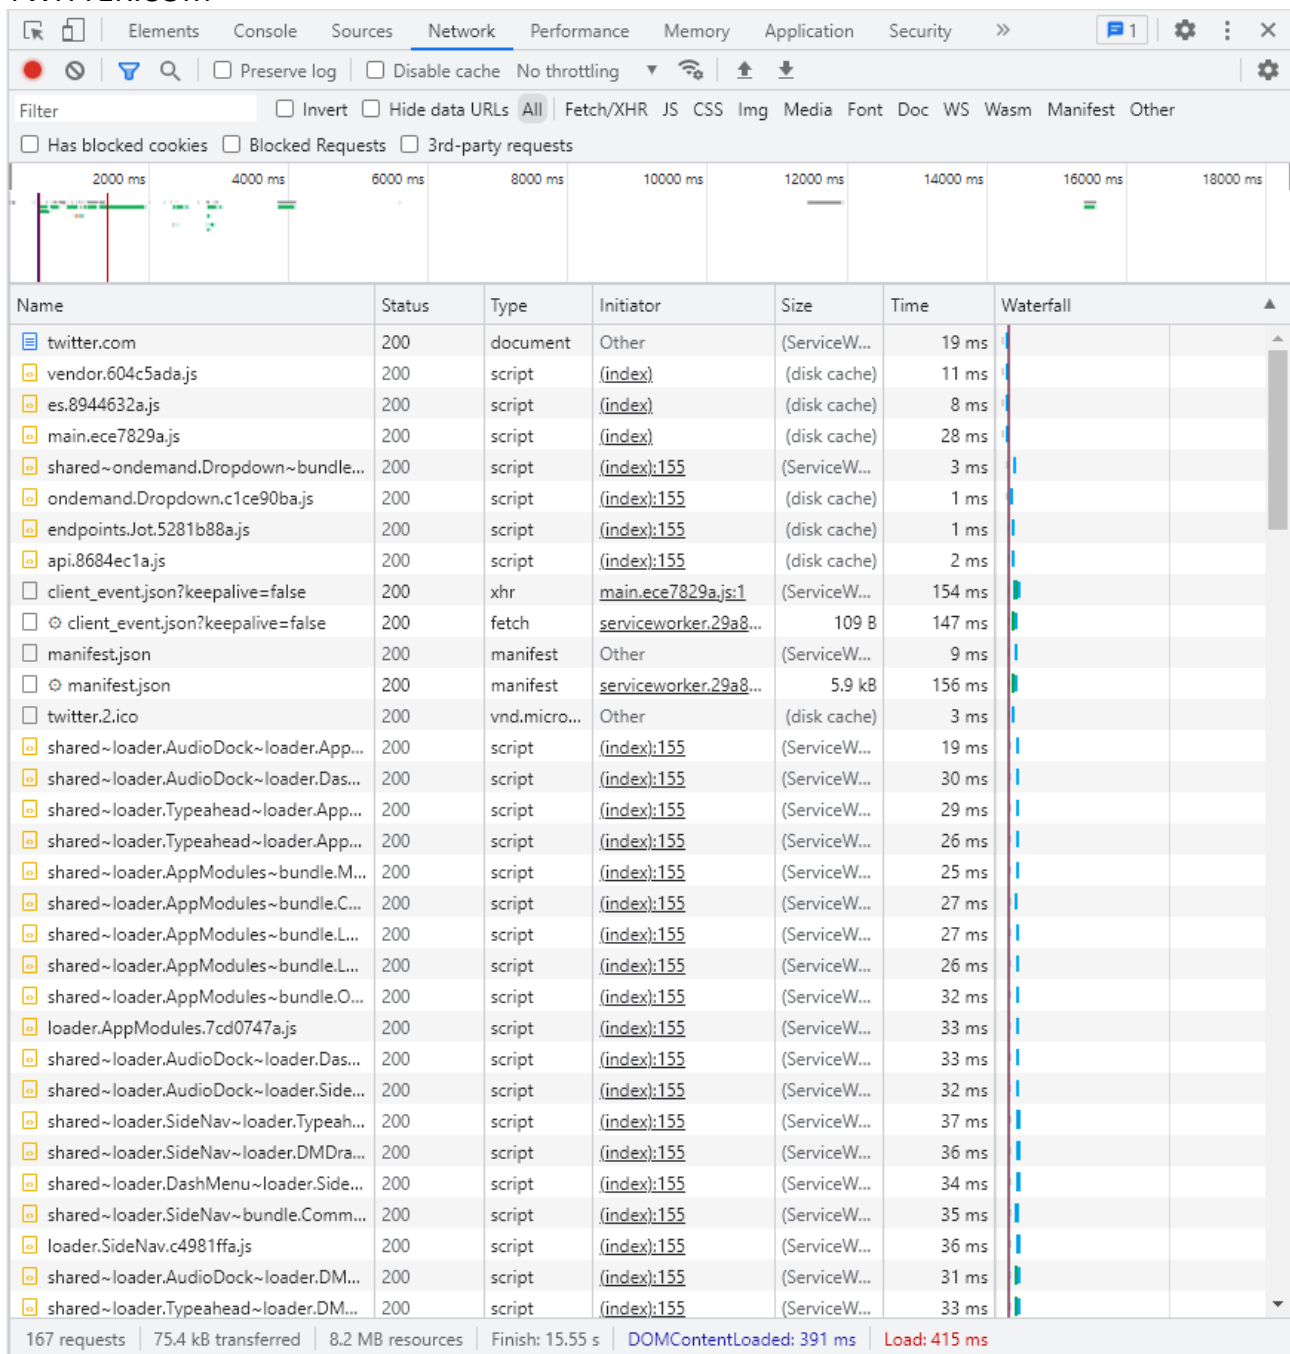 TWITTER.COM
Elements Console Sources Network Performance Memory Application Security » 1
Preserve log Disable cache No throttling
Filter Invert Hide data URLs All Fetch/XHR JS CSS Img Media Font Doc WS Wasm Manifest Other
Has blocked cookies Blocked Requests 3rd-party requests
2000 ms 4000 ms 6000 ms 8000 ms 10000 ms 12000 ms 14000 ms 16000 ms 18000 ms
Name Status Type Initiator Size Time Waterfall
twitter.com 200 document Other (ServiceW... 19 ms
vendor.604c5ada.js 200 script (index) (disk cache) 11 ms
es.8944632a.js 200 script (index) (disk cache) 8 ms
main.ece7829a.js 200 script (index) (disk cache) 28 ms
shared~ondemand.Dropdown~bundle... 200 script (index):155 (ServiceW... 3 ms
ondemand.Dropdown.c1ce90ba.js 200 script (index):155 (disk cache) 1 ms
endpoints.Jot.5281b88a.js 200 script (index):155 (disk cache) 1 ms
api.8684ec1a.js 200 script (index):155 (disk cache) 2 ms
client_event.json?keepalive=false 200 xhr main.ece7829a.js:1 (ServiceW... 154 ms
client_event.json?keepalive=false 200 fetch serviceworker.29a8... 109 B 147 ms
manifest.json 200 manifest Other (ServiceW... 9 ms
manifest.json 200 manifest serviceworker.29a8... 5.9 kB 156 ms
twitter.2.ico 200 vnd.micro... Other (disk cache) 3 ms
shared~loader.AudioDock~loader.App... 200 script (index):155 (ServiceW... 19 ms
shared~loader.AudioDock~loader.Das... 200 script (index):155 (ServiceW... 30 ms
shared~loader.Typeahead~loader.App... 200 script (index):155 (ServiceW... 29 ms
shared~loader.Typeahead~loader.App... 200 script (index):155 (ServiceW... 26 ms
shared~loader.AppModules~bundle.M... 200 script (index):155 (ServiceW... 25 ms
shared~loader.AppModules~bundle.C... 200 script (index):155 (ServiceW... 27 ms
shared~loader.AppModules~bundle.L... 200 script (index):155 (ServiceW... 27 ms
shared~loader.AppModules~bundle.L... 200 script (index):155 (ServiceW... 26 ms
shared~loader.AppModules~bundle.O... 200 script (index):155 (ServiceW... 32 ms
loader.AppModules.7cd0747a.js 200 script (index):155 (ServiceW... 33 ms
shared~loader.AudioDock~loader.Das... 200 script (index):155 (ServiceW... 33 ms
shared~loader.AudioDock~loader.Side... 200 script (index):155 (ServiceW... 32 ms
shared~loader.SideNav~loader.Typeah... 200 script (index):155 (ServiceW... 37 ms
shared~loader.SideNav~loader.DMDra... 200 script (index):155 (ServiceW... 36 ms
shared~loader.DashMenu~loader.Side... 200 script (index):155 (ServiceW... 34 ms
shared~loader.SideNav~bundle.Comm... 200 script (index):155 (ServiceW... 35 ms
loader.SideNav.c4981ffa.js 200 script (index):155 (ServiceW... 36 ms
shared~loader.AudioDock~loader.DM... 200 script (index):155 (ServiceW... 31 ms
shared~loader.Typeahead~loader.DM... 200 script (index):155 (ServiceW... 33 ms
167 requests 75.4 kB transferred 8.2 MB resources Finish: 15.55 s DOMContentLoaded: 391 ms Load: 415 ms